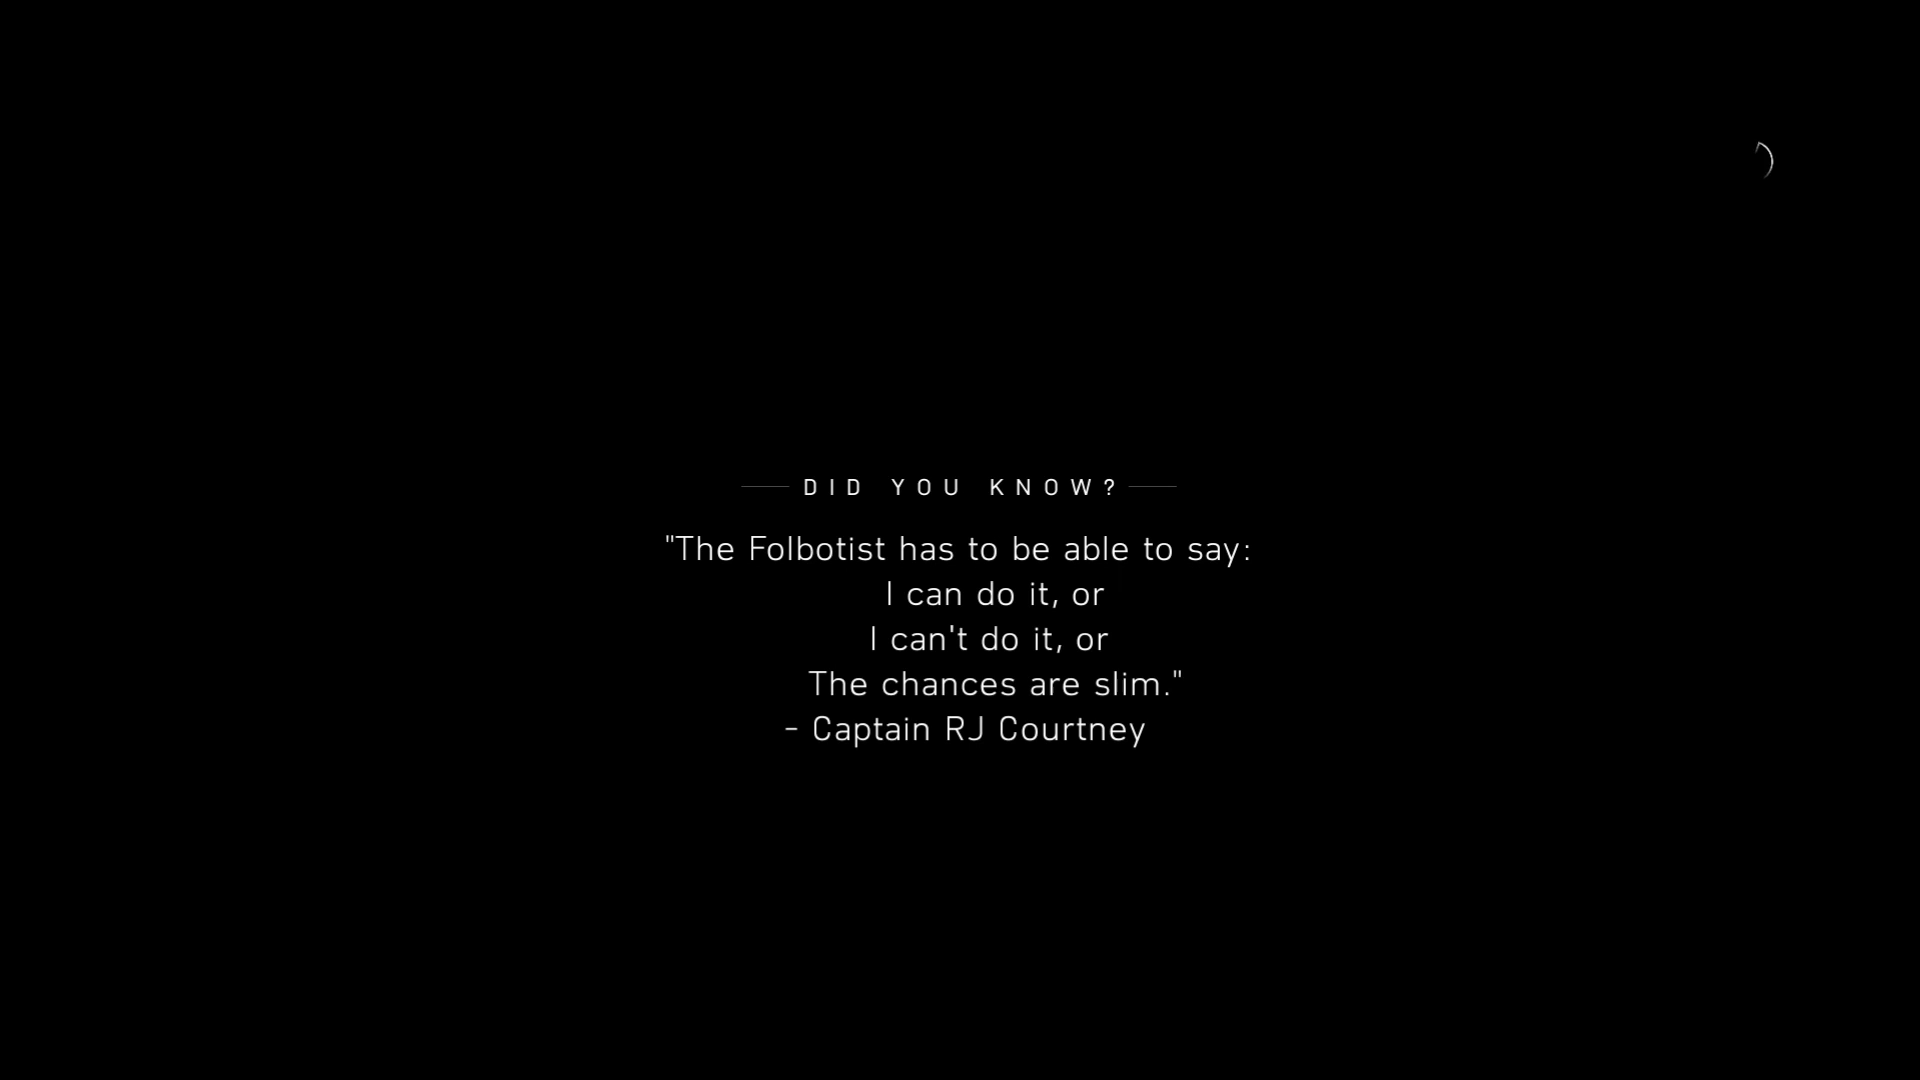 DID YOU KNOW?
"The Folbotist has to be able to say:
I can do it, or
I can't do it, or
The chances are slim."
- Captain RJ Courtney